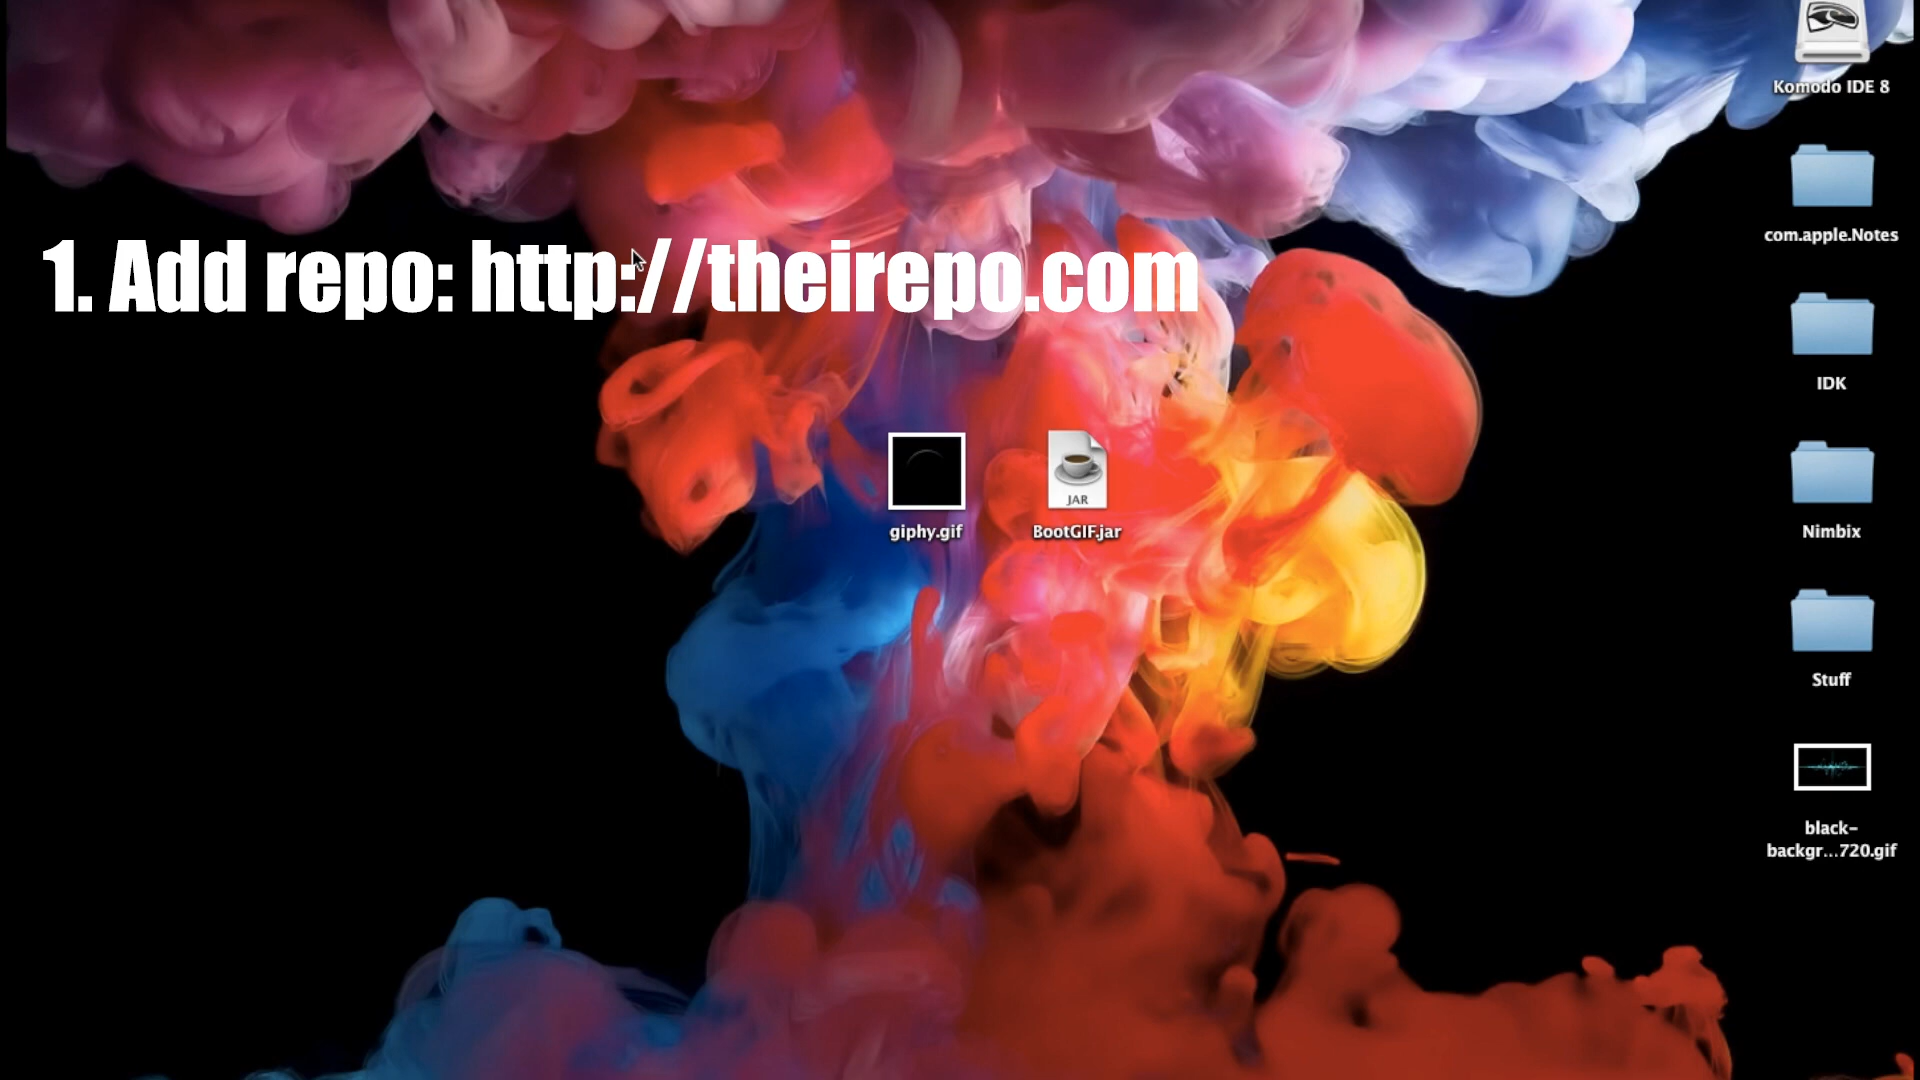 Komodo IDE 8
com.apple.Notes
1. Add repo: http://theirepo.com
IDK
giphy.gif
JAR
BootGIF.jar
Nimbix
Stuff
black-
backgr...720.gif